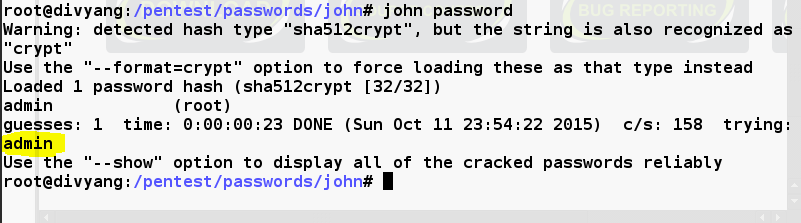 root@divyang:/pentest/passwords/john# john password
Warning: detected hash type "sha512crypt", but the string is also recognized as
"crypt"
Use the "--format=crypt" option to force loading these as that type instead
Loaded 1 password hash (sha512crypt [32/32])
admin            (root)
guesses: 1  time: 0:00:00:23 DONE (Sun Oct 11 23:54:22 2015)  c/s: 158  trying:
admin
Use the "--show" option to display all of the cracked passwords reliably
root@divyang:/pentest/passwords/john#
BUG REPORTING